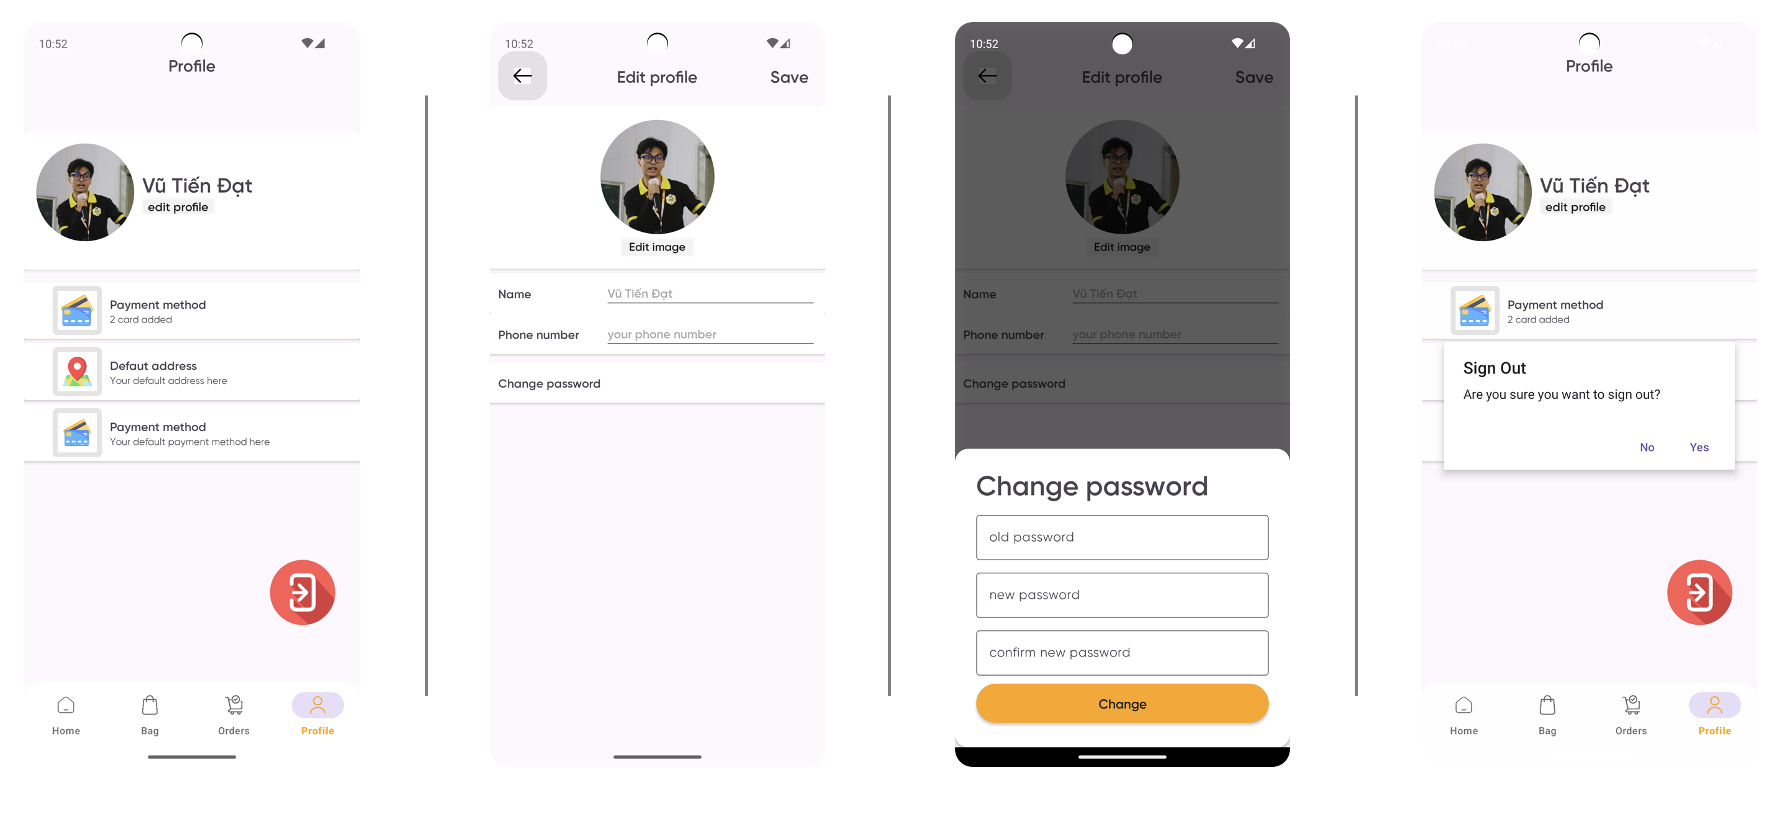 10:52
Profile
Vũ Tiến Đạt
edit profile
Payment method
2 card added
Defaut address
Your default address here
Payment method
Your default payment method here
Home
Bag
Orders
Profile
10:52
Edit profile
Save
Edit image
Name
Vũ Tiến Đạt
Phone number
your phone number
Change password
10:52
Edit profile
Save
Edit image
Name
Vũ Tiến Đạt
Phone number
your phone number
Change password
Change password
old password
new password
confirm new password
Change
10:52
Profile
Vũ Tiến Đạt
edit profile
Payment method
2 card added
Sign Out
Are you sure you want to sign out?
No
Yes
Home
Bag
Orders
Profile